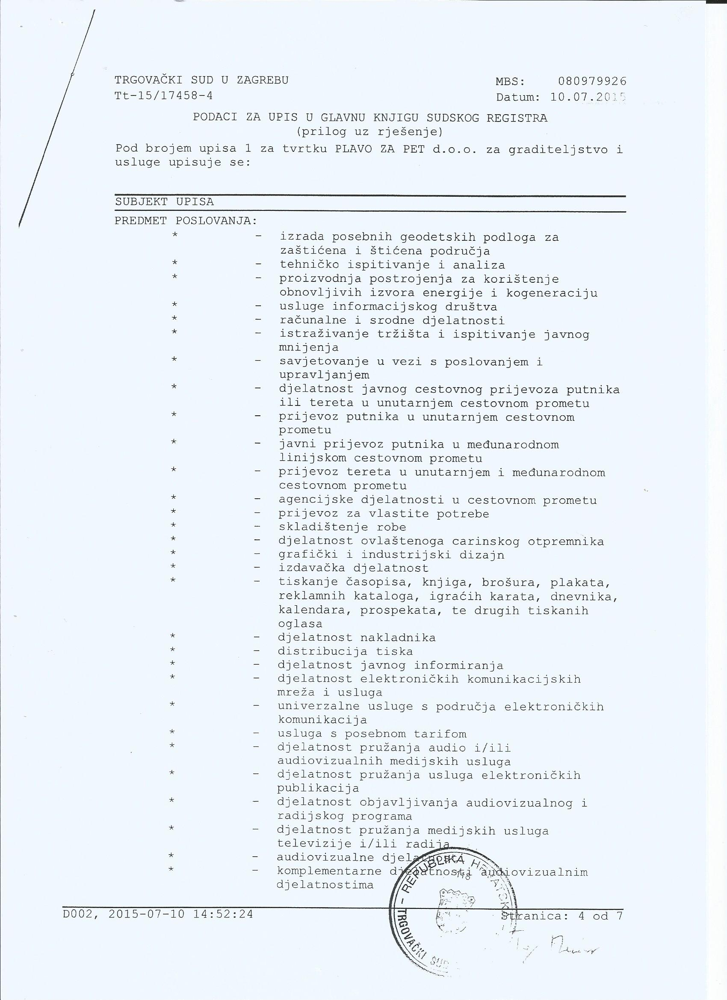 TRGOVAČKI SUD U ZAGREBU
MBS: 080979926
Tt-15/17458-4
Datum: 10.07.2015
PODACI ZA UPIS U GLAVNU KNJIGU SUDSKOG REGISTRA
(prilog uz rješenje)
Pod brojem upisa 1 za tvrtku PLAVO ZA PET d.o.o. za graditeljstvo i
usluge upisuje se:
SUBJEKT UPISA
PREDMET POSLOVANJA:
* - izrada posebnih geodetskih podloga za
zaštićena i štićena područja
* - tehničko ispitivanje i analiza
* - proizvodnja postrojenja za korištenje
obnovljivih izvora energije i kogeneraciju
* - usluge informacijskog društva
* - računalne i srodne djelatnosti
* - istraživanje tržišta i ispitivanje javnog
mnijenja
* - savjetovanje u vezi s poslovanjem i
upravljanjem
* - djelatnost javnog cestovnog prijevoza putnika
ili tereta u unutarnjem cestovnom prometu
* - prijevoz putnika u unutarnjem cestovnom
prometu
* - javni prijevoz putnika u međunarodnom
linijskom cestovnom prometu
* - prijevoz tereta u unutarnjem i međunarodnom
cestovnom prometu
* - agencijske djelatnosti u cestovnom prometu
* - prijevoz za vlastite potrebe
* - skladištenje robe
* - djelatnost ovlaštenoga carinskog otpremnika
* - grafički i industrijski dizajn
* - izdavačka djelatnost
* - tiskanje časopisa, knjiga, brošura, plakata,
reklamnih kataloga, igraćih karata, dnevnika,
kalendara, prospekata, te drugih tiskanih
oglasa
* - djelatnost nakladnika
* - distribucija tiska
* - djelatnost javnog informiranja
* - djelatnost elektroničkih komunikacijskih
mreža i usluga
* - univerzalne usluge s područja elektroničkih
komunikacija
* - usluga s posebnom tarifom
* - djelatnost pružanja audio i/ili
audiovizualnih medijskih usluga
* - djelatnost pružanja usluga elektroničkih
publikacija
* - djelatnost objavljivanja audiovizualnog i
radijskog programa
* - djelatnost pružanja medijskih usluga
televizije i/ili radija
* - audiovizualne djelatnosti
* - komplementarne djelatnosti audiovizualnim
djelatnostima
REPUBLIKA HRVATSKA
TRGOVAČKI SUD
D002, 2015-07-10 14:52:24
Stranica: 4 od 7